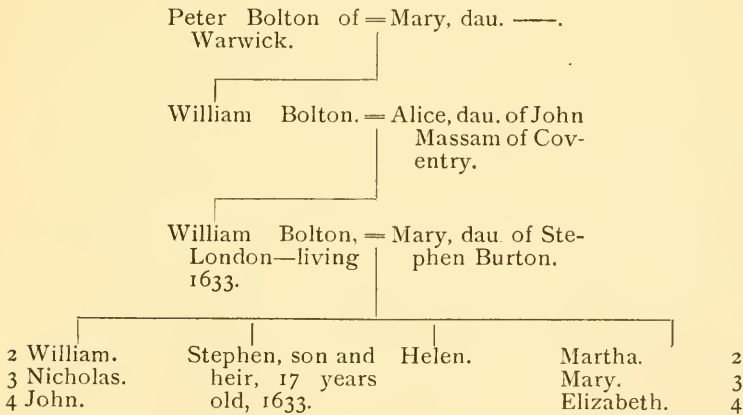 Peter Bolton of = Mary, dau. ——.
Warwick.
William Bolton. = Alice, dau. of John
Massam of Cov-
entry.
William Bolton, = Mary, dau. of Ste-
London—living phen Burton.
1633.
2 William. Stephen, son and Helen. Martha. 2
3 Nicholas. heir, 17 years Mary. 3
4 John. old, 1633. Elizabeth. 4